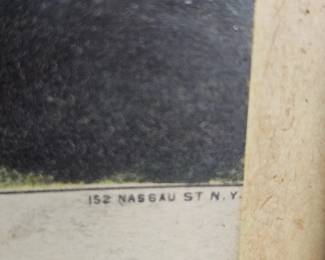 152 NASSAU ST N.Y.